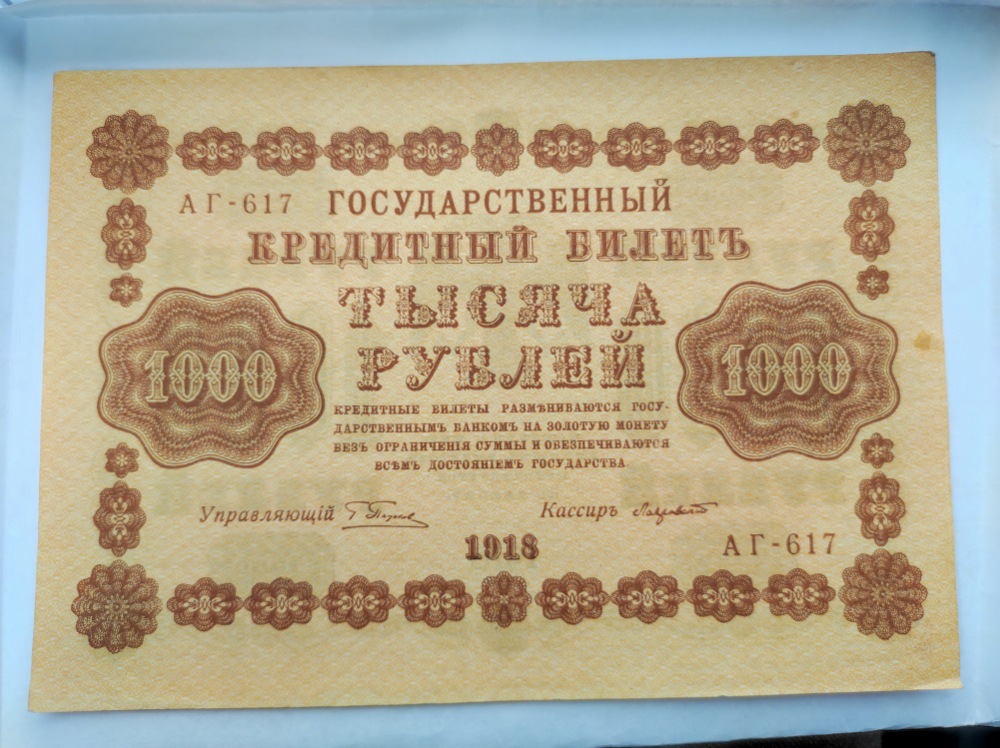 АГ-617 ГОСУДАРСТВЕННЫЙ
КРЕДИТНЫЙ БИЛЕТЪ
ТЫСЯЧА
РУБЛЕЙ
1000
1000
КРЕДИТНЫЕ БИЛЕТЫ РАЗМѢНИВАЮТСЯ ГОСУ-
ДАРСТВЕННЫМЪ БАНКОМЪ НА ЗОЛОТУЮ МОНЕТУ
БЕЗЪ ОГРАНИЧЕНІЯ СУММЫ И ОБЕЗПЕЧИВАЮТСЯ
ВСѢМЪ ДОСТОЯНІЕМЪ ГОСУДАРСТВА
Управляющій
Кассиръ
1918
АГ-617